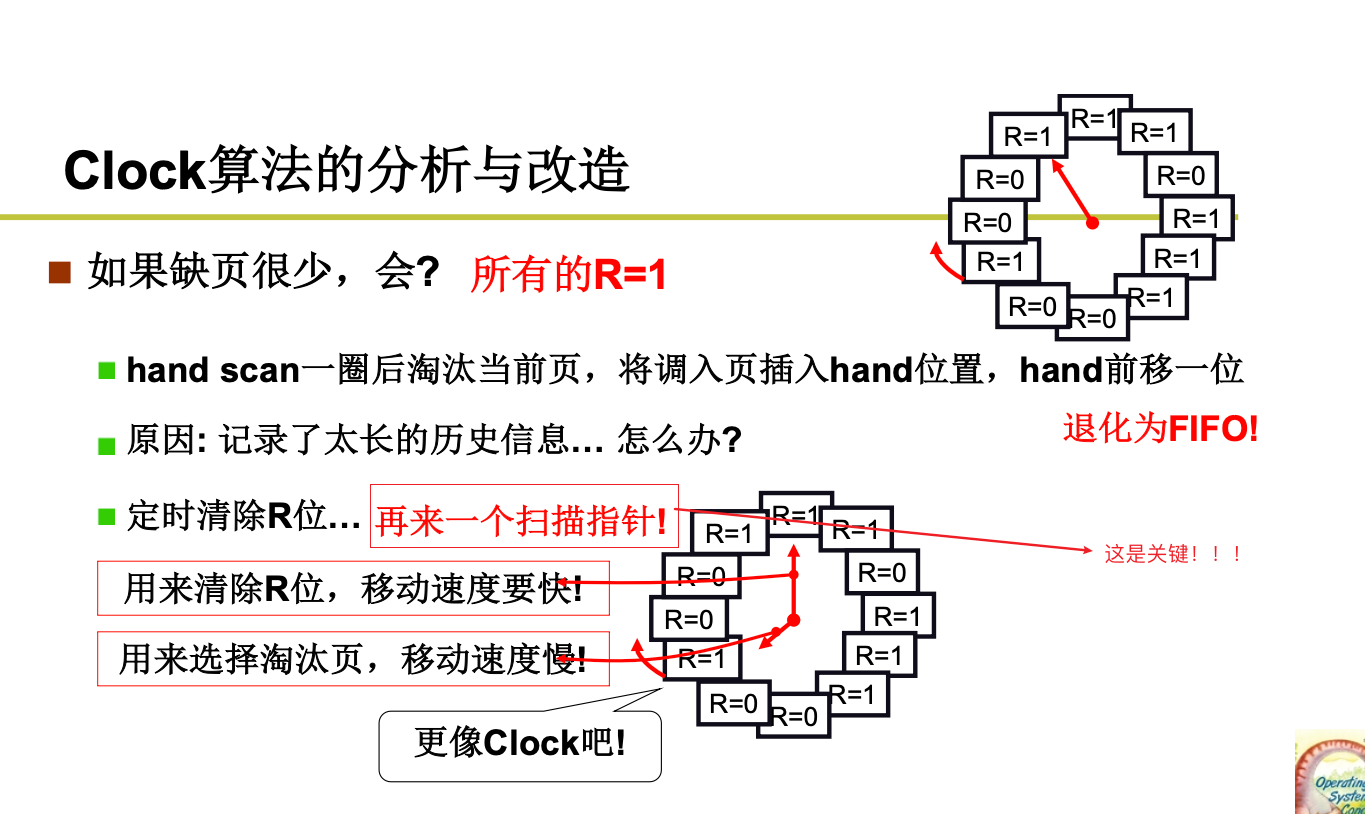 Clock算法的分析与改造
如果缺页很少，会? 所有的R=1
hand scan一圈后淘汰当前页，将调入页插入hand位置，hand前移一位
退化为FIFO!
原因: 记录了太长的历史信息... 怎么办?
定时清除R位... 再来一个扫描指针!
这是关键！！！
用来清除R位，移动速度要快!
用来选择淘汰页，移动速度慢!
更像Clock吧!
R=1
R=1
R=1
R=0
R=1
R=1
R=1
R=0
R=0
R=1
R=0
R=0
R=1
R=1
R=1
R=0
R=1
R=1
R=1
R=0
R=0
R=1
R=0
R=0
Operating